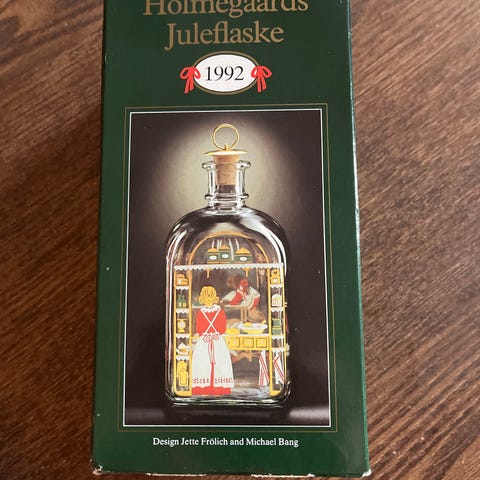 Holmegaards
Juleflaske
1992
Design Jette Frölich and Michael Bang